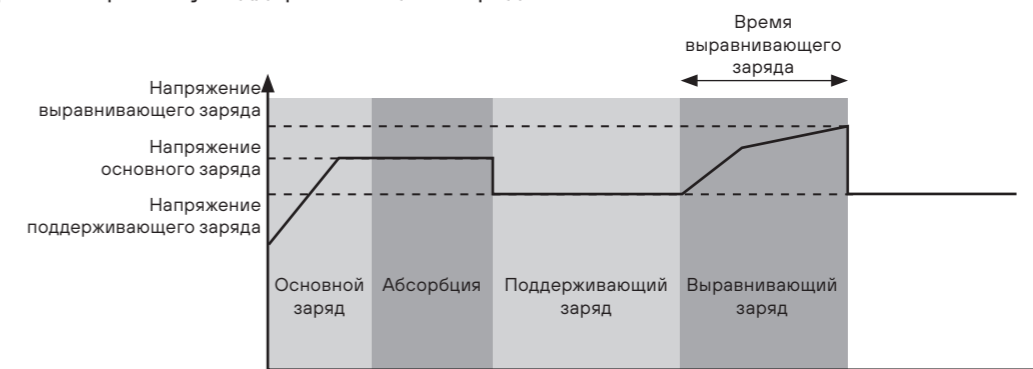 Время
выравнивающего
заряда
Напряжение
выравнивающего заряда
Напряжение
основного заряда
Напряжение
поддерживающего заряда
Основной
заряд
Абсорбция
Поддерживающий
заряд
Выравнивающий
заряд